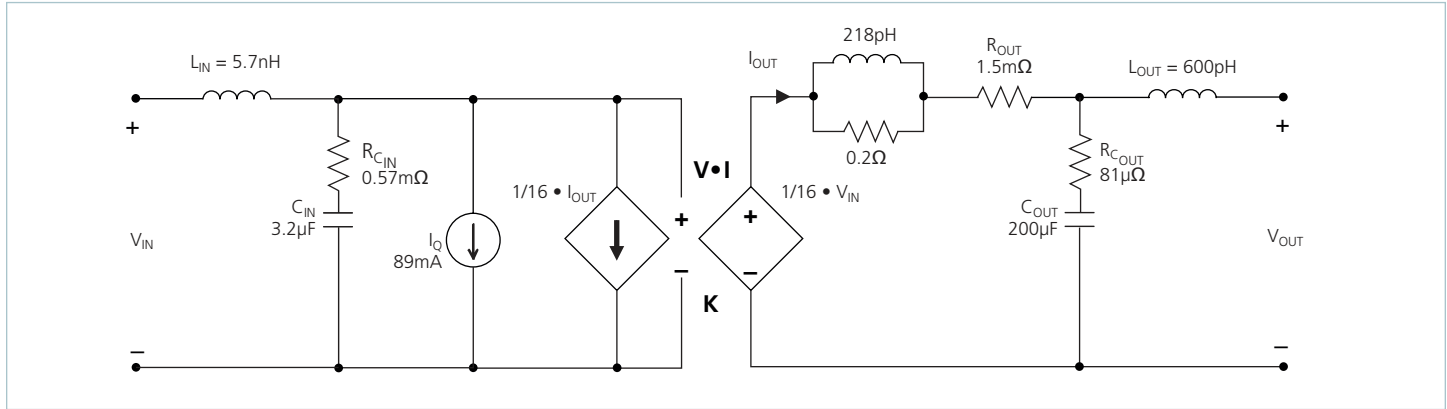 L_IN = 5.7nH
+
R_C_IN
0.57mΩ
C_IN
3.2µF
V_IN
−
I_Q
89mA
1/16 • I_OUT
+
−
V•I
K
1/16 • V_IN
+
−
I_OUT
218pH
0.2Ω
R_OUT
1.5mΩ
L_OUT = 600pH
+
R_C_OUT
81µΩ
C_OUT
200µF
V_OUT
−